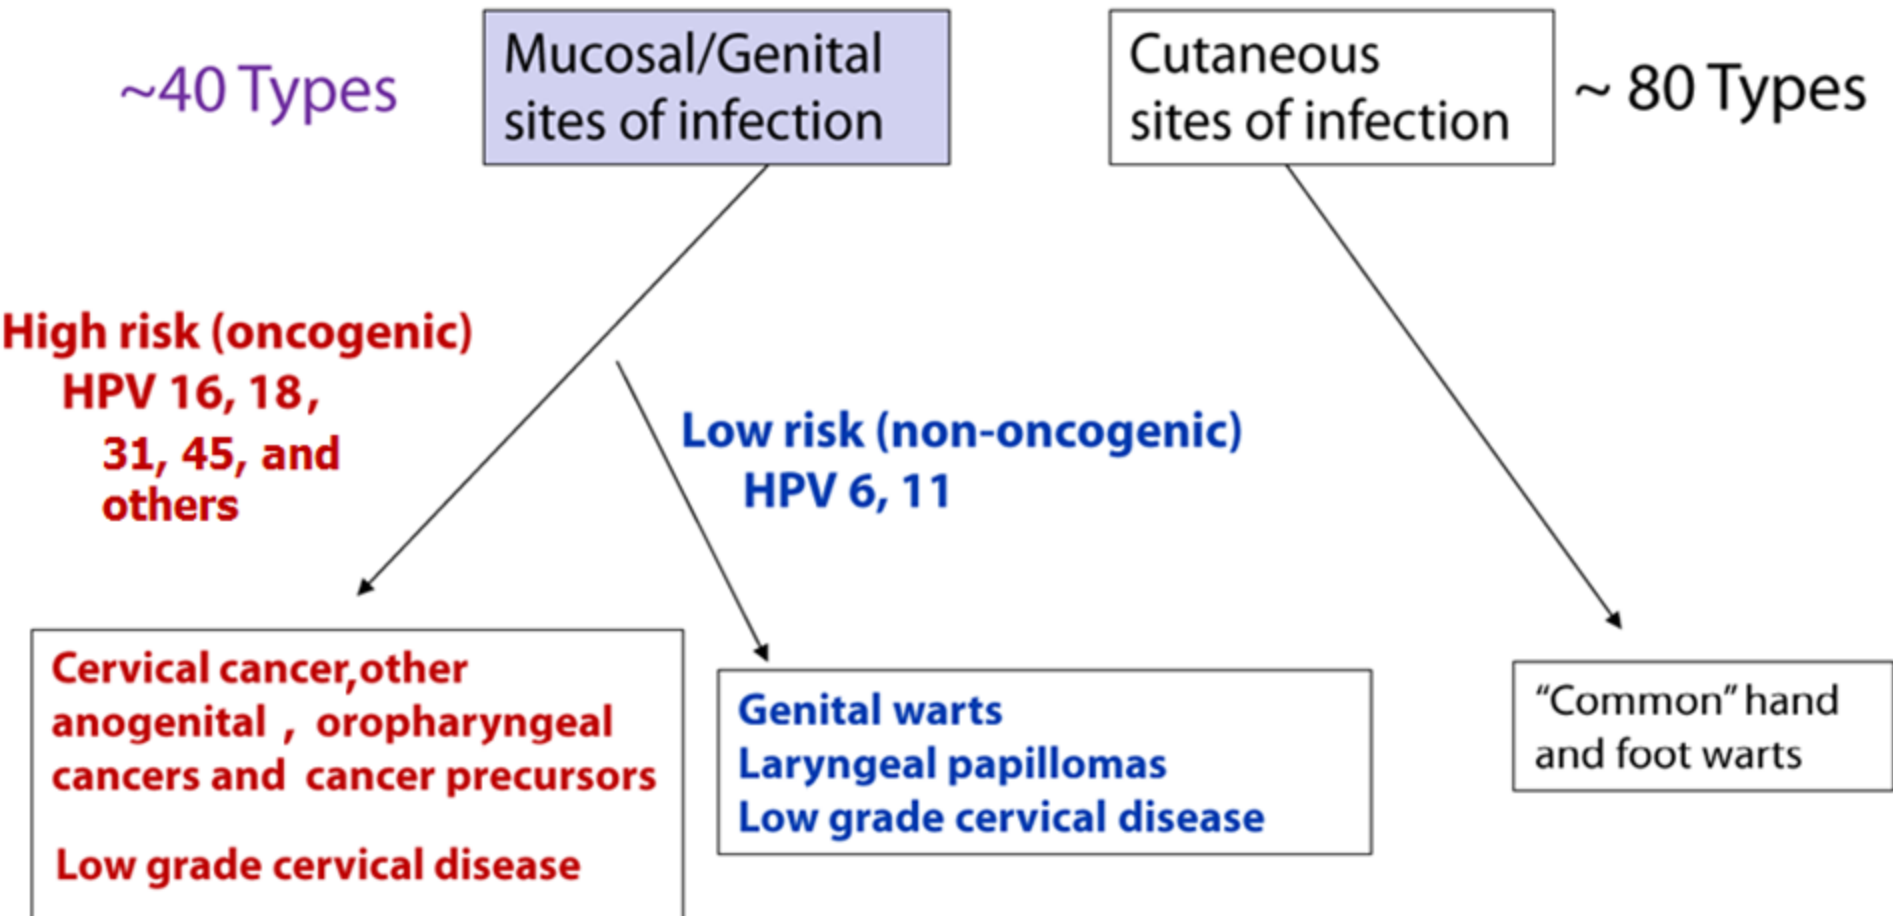 ~40 Types
Mucosal/Genital
sites of infection
Cutaneous
sites of infection
~ 80 Types
High risk (oncogenic)
HPV 16, 18,
31, 45, and
others
Low risk (non-oncogenic)
HPV 6, 11
Cervical cancer,other
anogenital , oropharyngeal
cancers and cancer precursors
Low grade cervical disease
Genital warts
Laryngeal papillomas
Low grade cervical disease
“Common” hand
and foot warts